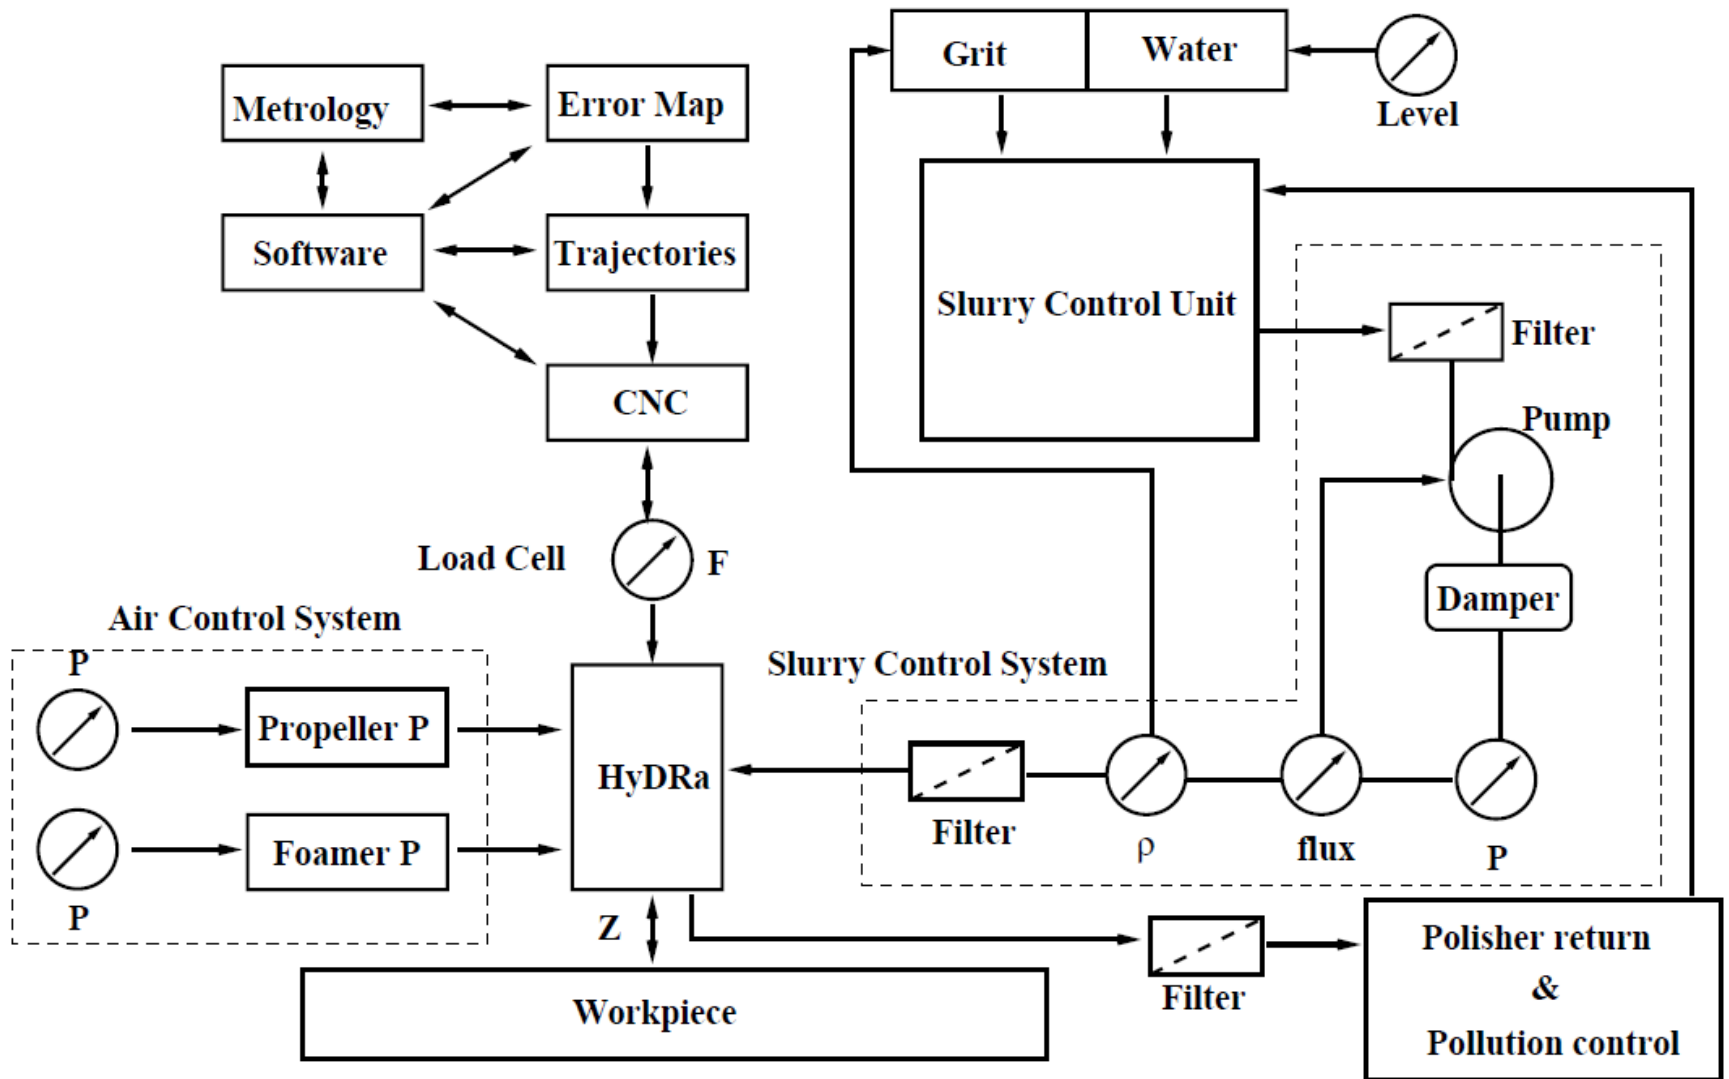 Grit
Water
Level
Metrology
Error Map
Software
Trajectories
Slurry Control Unit
Filter
CNC
Pump
Load Cell
F
Damper
Air Control System
P
Slurry Control System
Propeller P
HyDRa
Filter
ρ
flux
P
Foamer P
P
Z
Filter
Polisher return
&
Pollution control
Workpiece